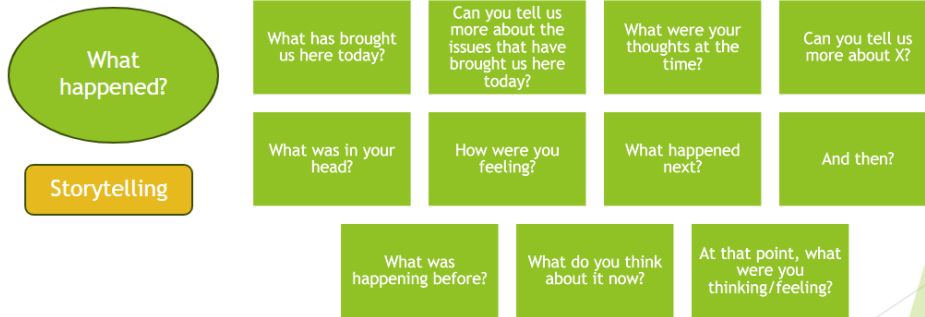 What
happened?
Storytelling
What has brought
us here today?
Can you tell us
more about the
issues that have
brought us here
today?
What were your
thoughts at the
time?
Can you tell us
more about X?
What was in your
head?
How were you
feeling?
What happened
next?
And then?
What was
happening before?
What do you think
about it now?
At that point, what
were you
thinking/feeling?